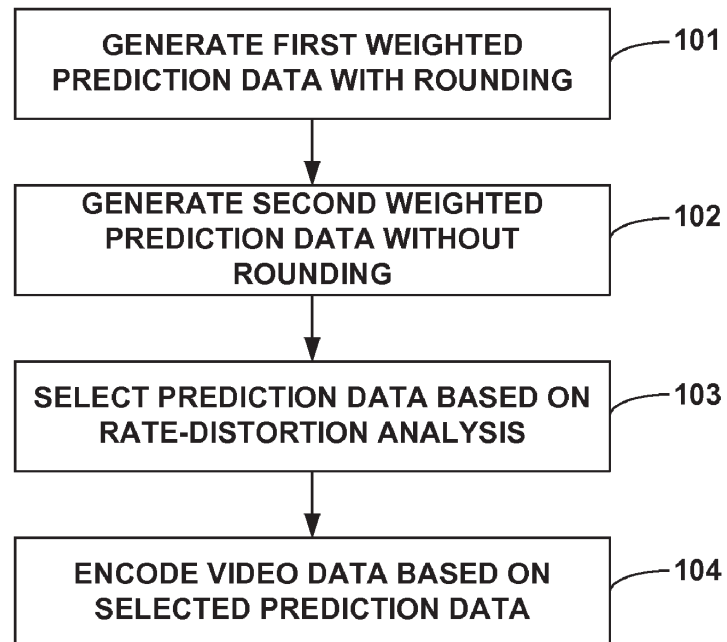 GENERATE FIRST WEIGHTED
PREDICTION DATA WITH ROUNDING
101
GENERATE SECOND WEIGHTED
PREDICTION DATA WITHOUT
ROUNDING
102
SELECT PREDICTION DATA BASED ON
RATE-DISTORTION ANALYSIS
103
ENCODE VIDEO DATA BASED ON
SELECTED PREDICTION DATA
104